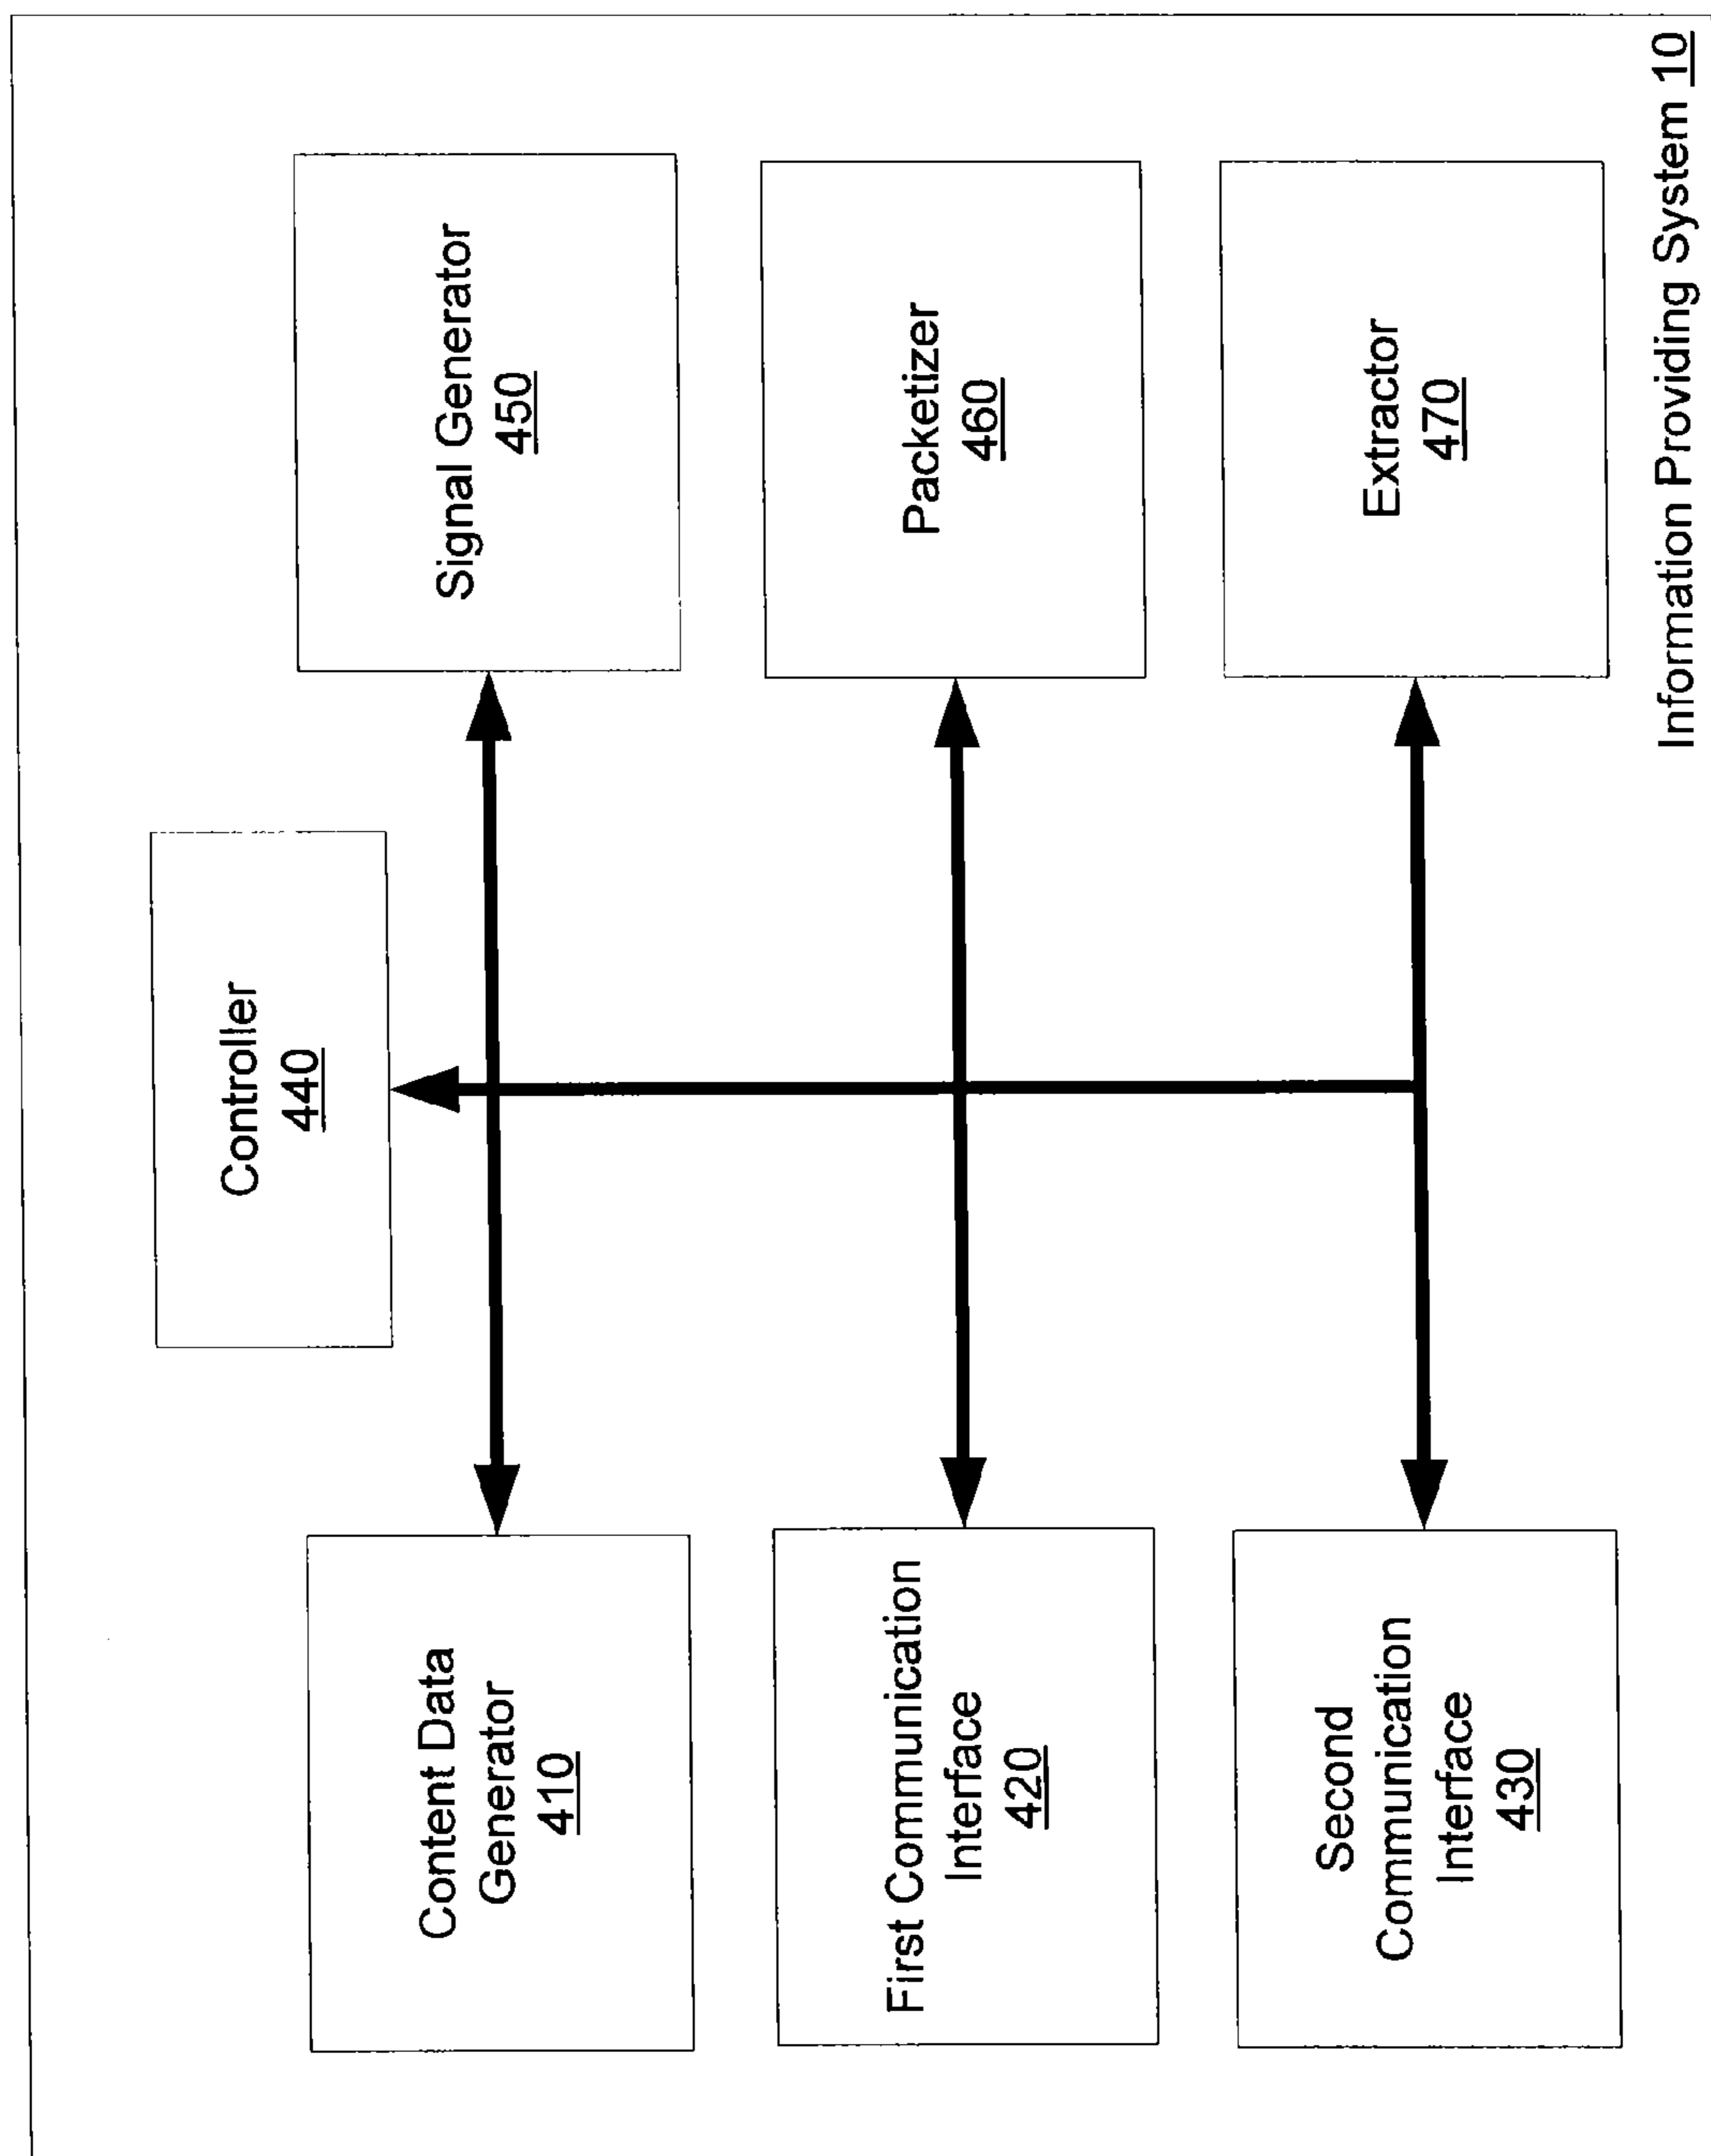 Content Data
Generator
410
First Communication
Interface
420
Second
Communication
Interface
430
Controller
440
Signal Generator
450
Packetizer
460
Extractor
470
Information Providing System 10